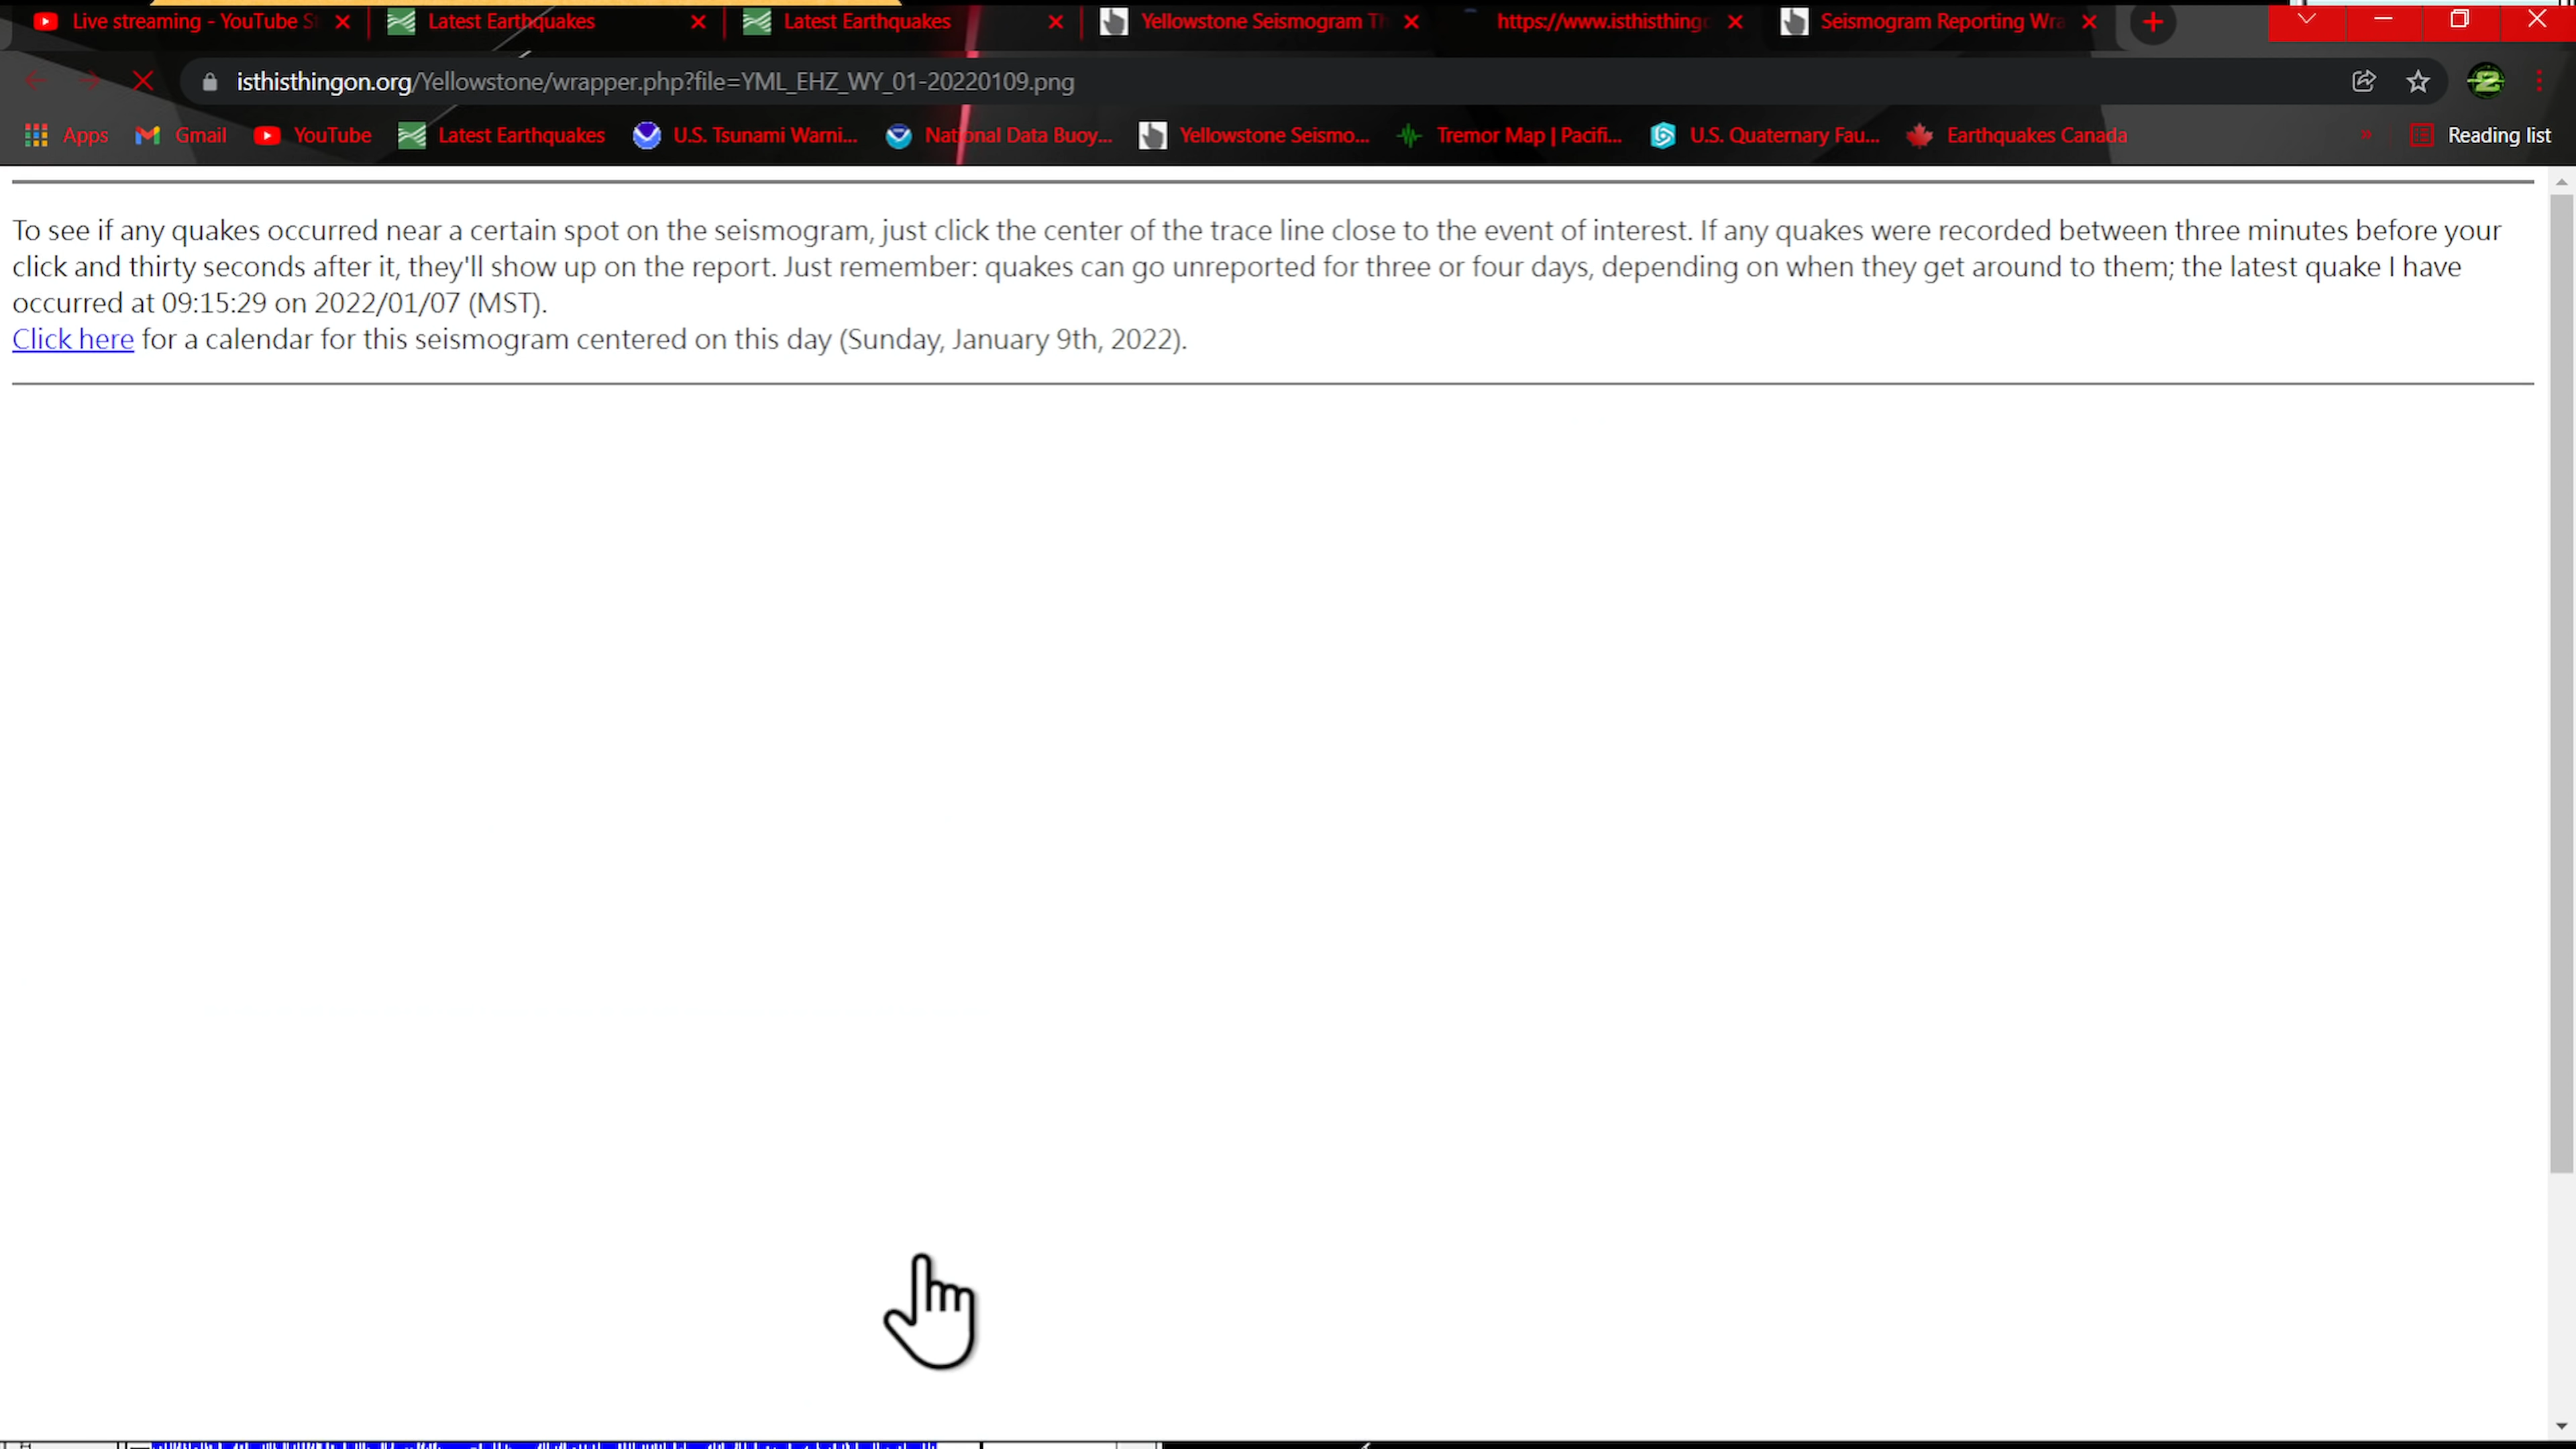 Live streaming - YouTube S
Latest Earthquakes
Latest Earthquakes
Yellowstone Seismogram Th
https://www.isthisthingo
Seismogram Reporting Wra
isthisthingon.org/Yellowstone/wrapper.php?file=YML_EHZ_WY_01-20220109.png
Apps
Gmail
YouTube
Latest Earthquakes
U.S. Tsunami Warni...
National Data Buoy...
Yellowstone Seismo...
Tremor Map | Pacifi...
U.S. Quaternary Fau...
Earthquakes Canada
»
Reading list
To see if any quakes occurred near a certain spot on the seismogram, just click the center of the trace line close to the event of interest. If any quakes were recorded between three minutes before your
click and thirty seconds after it, they'll show up on the report. Just remember: quakes can go unreported for three or four days, depending on when they get around to them; the latest quake I have
occurred at 09:15:29 on 2022/01/07 (MST).
Click here for a calendar for this seismogram centered on this day (Sunday, January 9th, 2022).